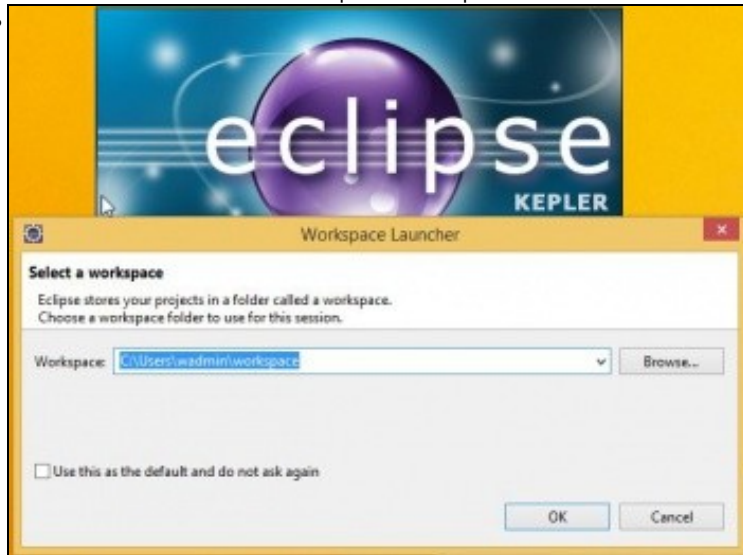 eclipse
KEPLER
Workspace Launcher
Select a workspace
Eclipse stores your projects in a folder called a workspace.
Choose a workspace folder to use for this session.
Workspace: C:\Users\wadmin\workspace Browse...
Use this as the default and do not ask again
OK Cancel